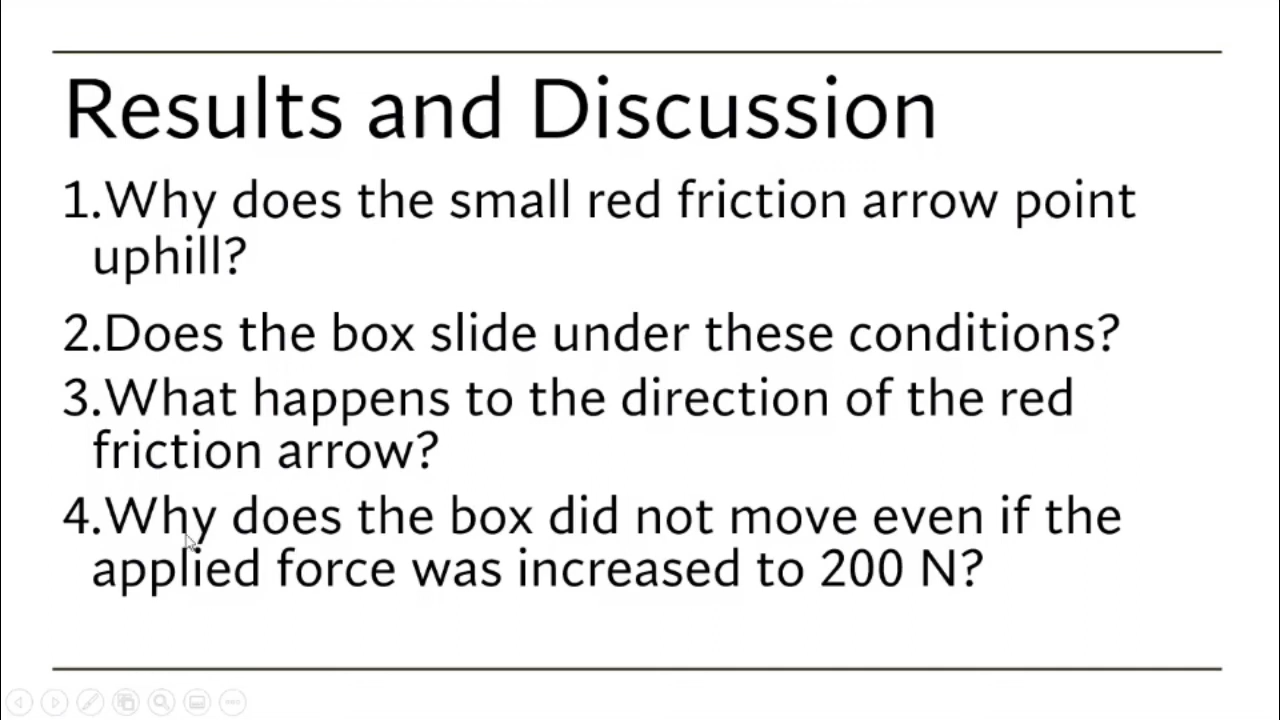 Results and Discussion
1.Why does the small red friction arrow point
uphill?
2.Does the box slide under these conditions?
3.What happens to the direction of the red
friction arrow?
4.Why does the box did not move even if the
applied force was increased to 200 N?